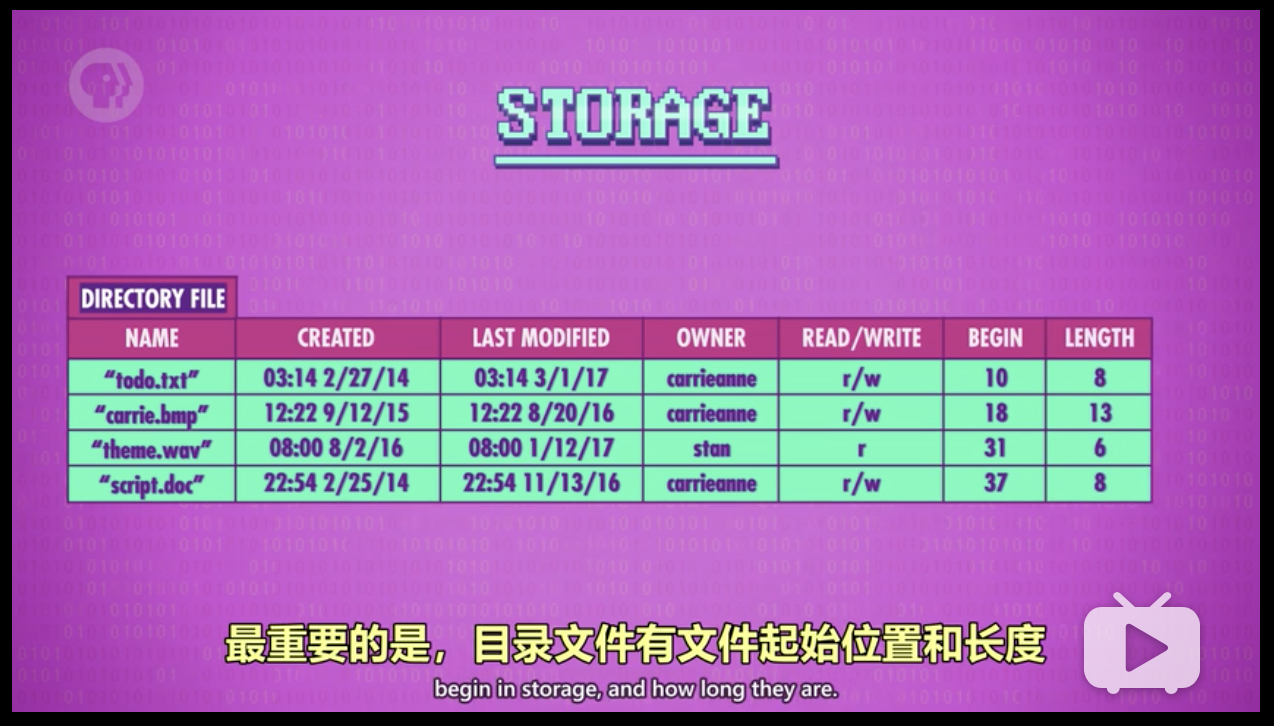 STORAGE
DIRECTORY FILE
NAME CREATED LAST MODIFIED OWNER READ/WRITE BEGIN LENGTH
“todo.txt” 03:14 2/27/14 03:14 3/1/17 carrieanne r/w 10 8
“carrie.bmp” 12:22 9/12/15 12:22 8/20/16 carrieanne r/w 18 13
“theme.wav” 08:00 8/2/16 08:00 1/12/17 stan r 31 6
“script.doc” 22:54 2/25/14 22:54 11/13/16 carrieanne r/w 37 8
最重要的是，目录文件有文件起始位置和长度
begin in storage, and how long they are.